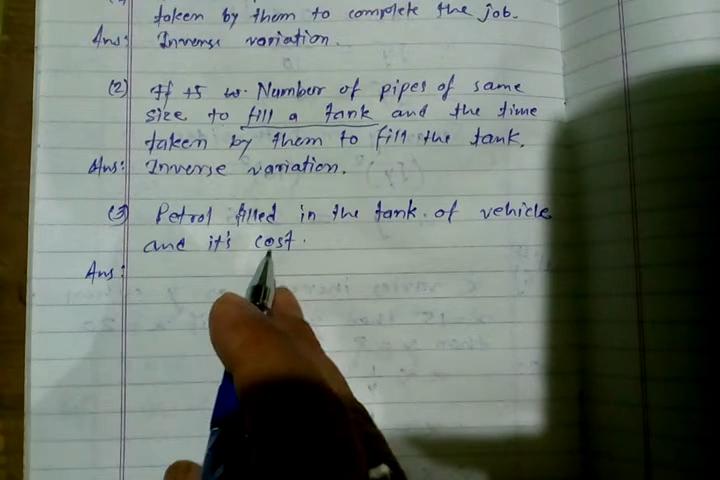 taken by them to complete the job.
Ans: Inverse variation.
(2) Number of pipes of same
size to fill a tank and the time
taken by them to fill the tank.
Ans: Inverse variation.
(3) Petrol filled in the tank of vehicle
and it's cost.
Ans: